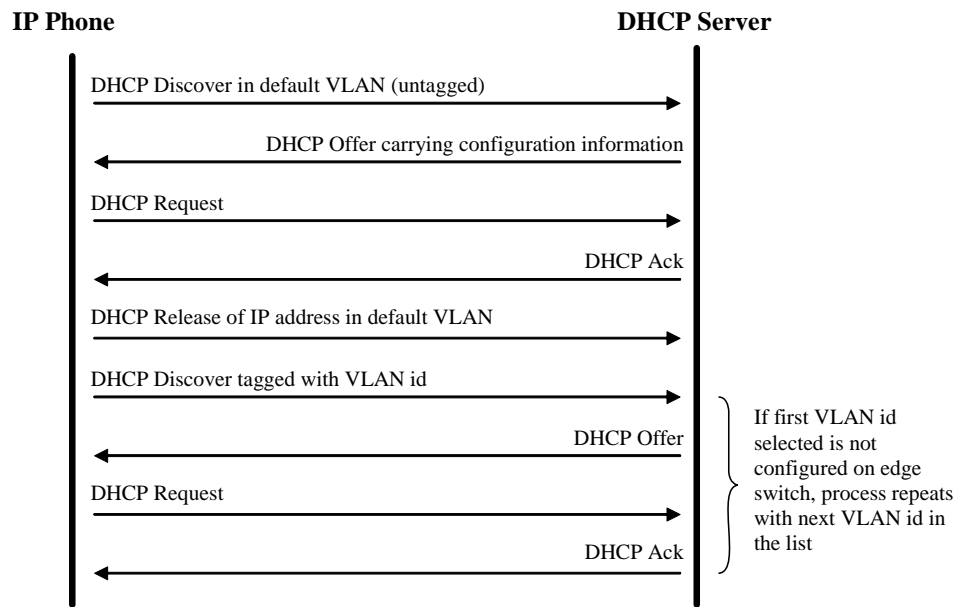 IP Phone
DHCP Server
DHCP Discover in default VLAN (untagged)
DHCP Offer carrying configuration information
DHCP Request
DHCP Ack
DHCP Release of IP address in default VLAN
DHCP Discover tagged with VLAN id
DHCP Offer
DHCP Request
DHCP Ack
If first VLAN id
selected is not
configured on edge
switch, process repeats
with next VLAN id in
the list